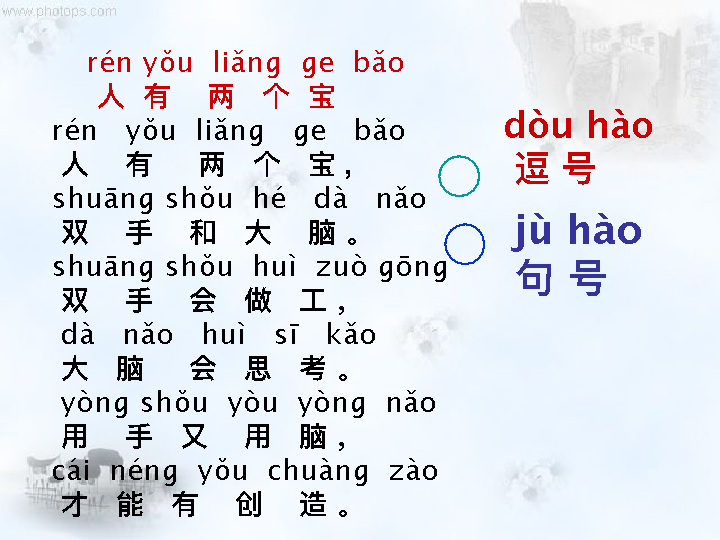 www.photops.com
rén yǒu liǎng ge bǎo
人 有 两 个 宝
rén yǒu liǎng ge bǎo
人 有 两 个 宝 ,
shuāng shǒu hé dà nǎo
双 手 和 大 脑 。
shuāng shǒu huì zuò gōng
双 手 会 做 工 ,
dà nǎo huì sī kǎo
大 脑 会 思 考 。
yòng shǒu yòu yòng nǎo
用 手 又 用 脑 ,
cái néng yǒu chuàng zào
才 能 有 创 造 。
dòu hào
逗 号
jù hào
句 号